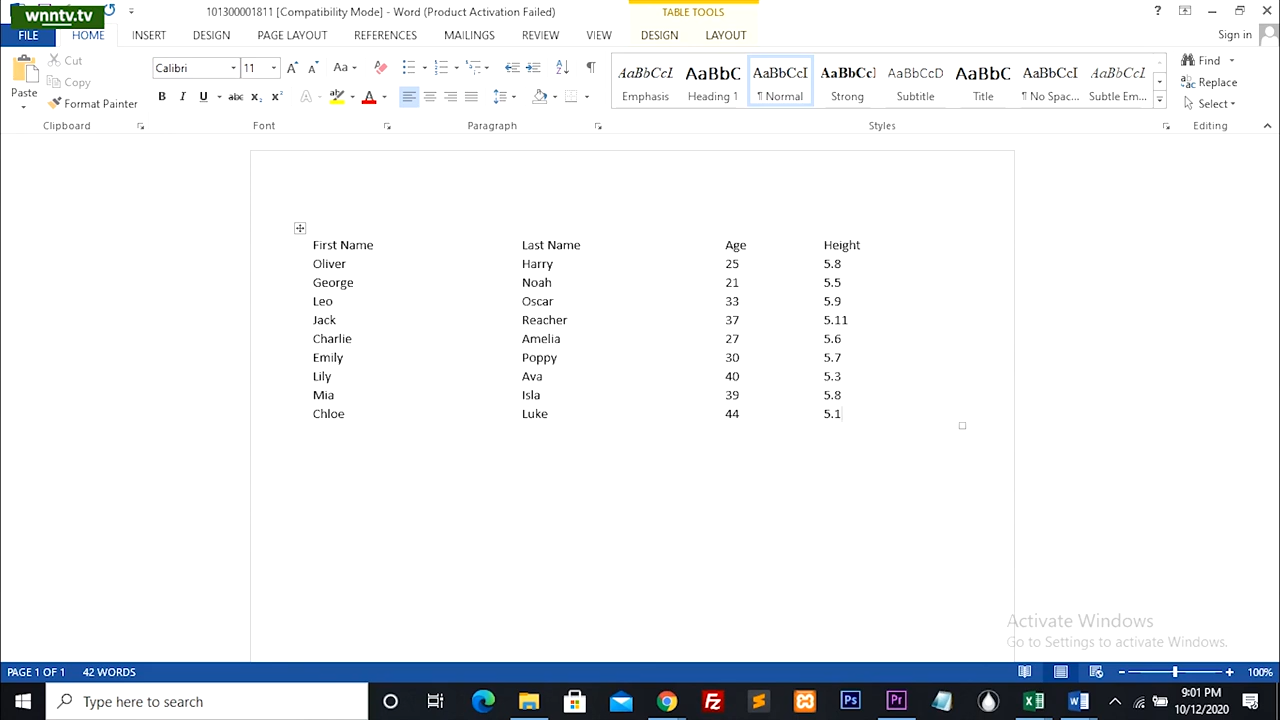 wnntv.tv
101300001811 [Compatibility Mode] - Word (Product Activation Failed)
TABLE TOOLS
?
FILE HOME INSERT DESIGN PAGE LAYOUT REFERENCES MAILINGS REVIEW VIEW DESIGN LAYOUT Sign in
Cut
Copy
Format Painter
Paste
Clipboard
Calibri 11
B I U abc x₂ x²
Font
Paragraph
AaBbCcI AaBbC AaBbCcI AaBbCcI AaBbCcD AaBbC AaBbCcI AaBbCcI
Emphasis Heading 1 ¶ Normal Strong Subtitle Title ¶ No Spac... Subtle Em...
Styles
Find
Replace
Select
Editing
First Name Last Name Age Height
Oliver Harry 25 5.8
George Noah 21 5.5
Leo Oscar 33 5.9
Jack Reacher 37 5.11
Charlie Amelia 27 5.6
Emily Poppy 30 5.7
Lily Ava 40 5.3
Mia Isla 39 5.8
Chloe Luke 44 5.1
Activate Windows
Go to Settings to activate Windows.
PAGE 1 OF 1 42 WORDS 100%
Type here to search
Ps Pr
9:01 PM
10/12/2020